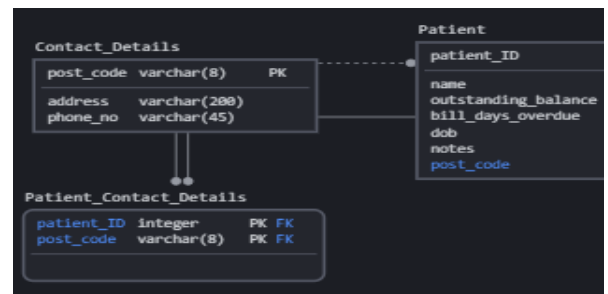 Contact_Details
post_code varchar(8) PK
address varchar(200)
phone_no varchar(45)
Patient
patient_ID
name
outstanding_balance
bill_days_overdue
dob
notes
post_code
Patient_Contact_Details
patient_ID integer PK FK
post_code varchar(8) PK FK